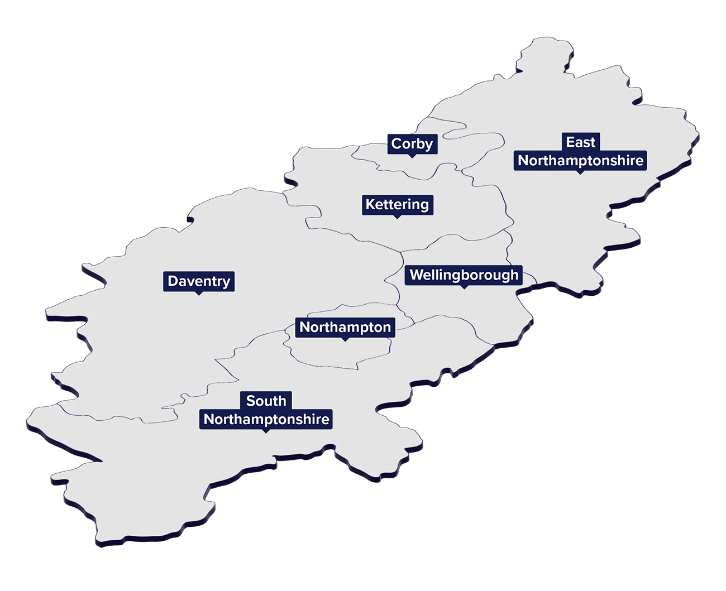 Corby
East
Northamptonshire
Kettering
Daventry
Wellingborough
Northampton
South
Northamptonshire